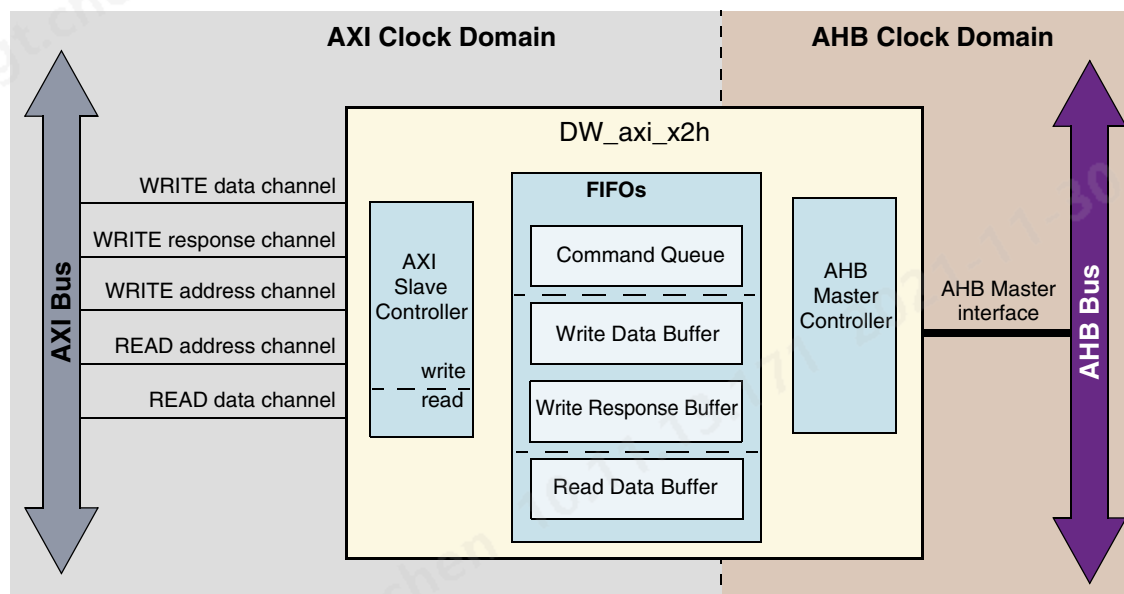 AXI Clock Domain
AHB Clock Domain
DW_axi_x2h
AXI Bus
WRITE data channel
WRITE response channel
WRITE address channel
READ address channel
READ data channel
AXI
Slave
Controller
write
read
FIFOs
Command Queue
Write Data Buffer
Write Response Buffer
Read Data Buffer
AHB
Master
Controller
AHB Master
interface
AHB Bus